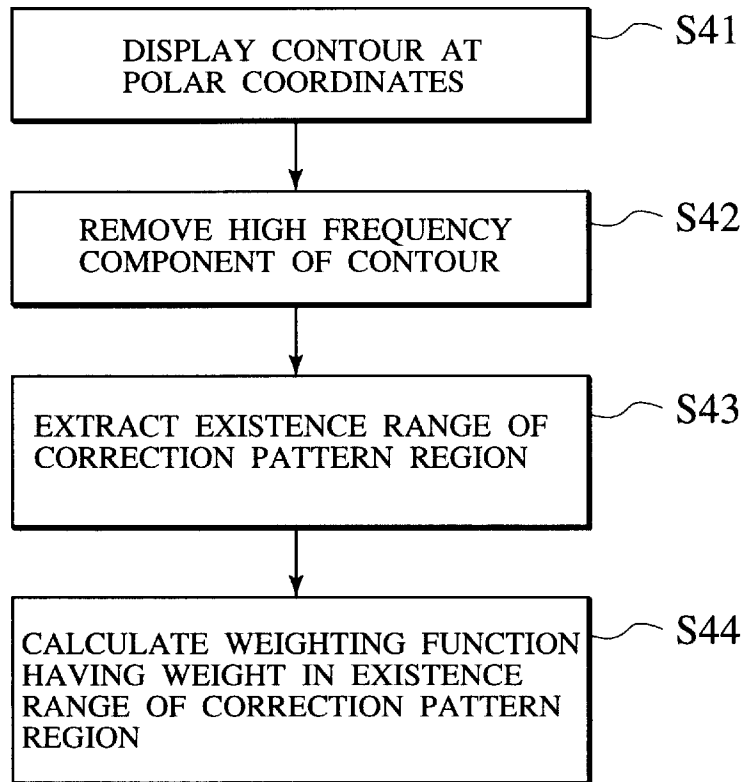 DISPLAY CONTOUR AT
POLAR COORDINATES
S41
REMOVE HIGH FREQUENCY
COMPONENT OF CONTOUR
S42
EXTRACT EXISTENCE RANGE OF
CORRECTION PATTERN REGION
S43
CALCULATE WEIGHTING FUNCTION
HAVING WEIGHT IN EXISTENCE
RANGE OF CORRECTION PATTERN
REGION
S44